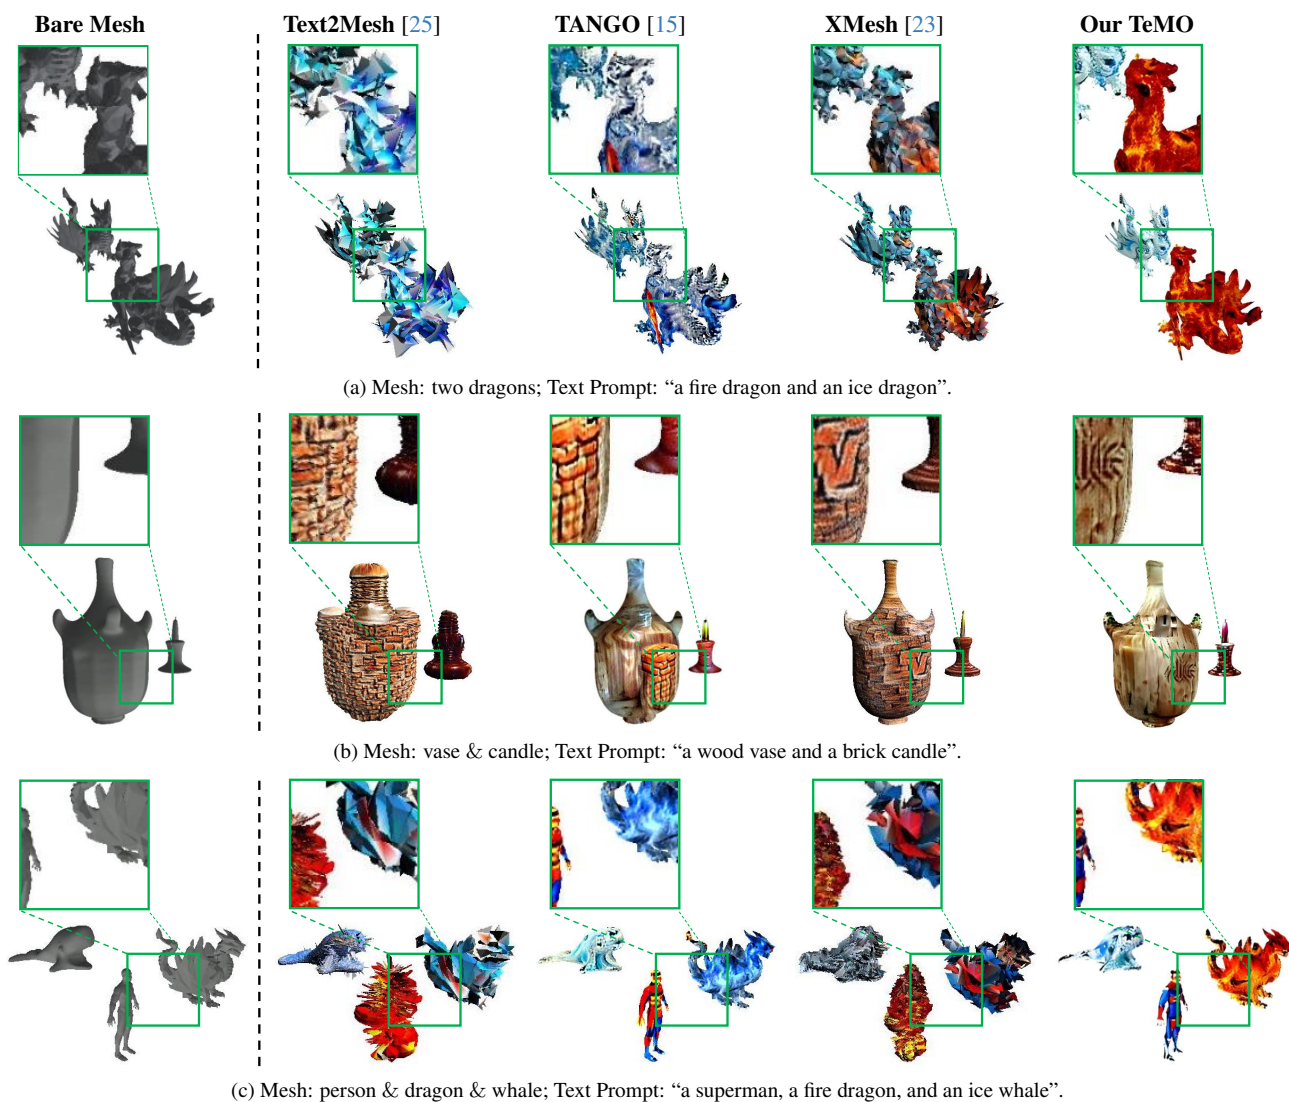 Bare Mesh
Text2Mesh [25]
TANGO [15]
XMesh [23]
Our TeMO
(a) Mesh: two dragons; Text Prompt: “a fire dragon and an ice dragon”.
(b) Mesh: vase & candle; Text Prompt: “a wood vase and a brick candle”.
(c) Mesh: person & dragon & whale; Text Prompt: “a superman, a fire dragon, and an ice whale”.